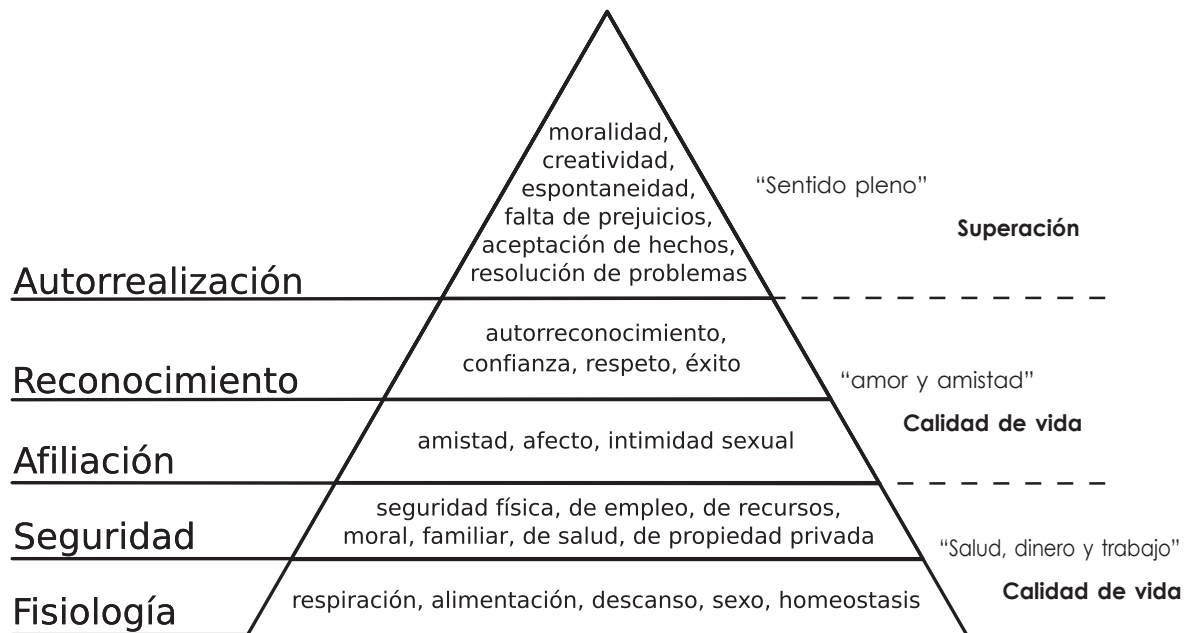 moralidad,
creatividad,
espontaneidad,
falta de prejuicios,
aceptación de hechos,
resolución de problemas
“Sentido pleno”
Superación
Autorrealización
autorreconocimiento,
confianza, respeto, éxito
Reconocimiento
“amor y amistad”
Calidad de vida
amistad, afecto, intimidad sexual
Afiliación
seguridad física, de empleo, de recursos,
moral, familiar, de salud, de propiedad privada
Seguridad
“Salud, dinero y trabajo”
Calidad de vida
respiración, alimentación, descanso, sexo, homeostasis
Fisiología